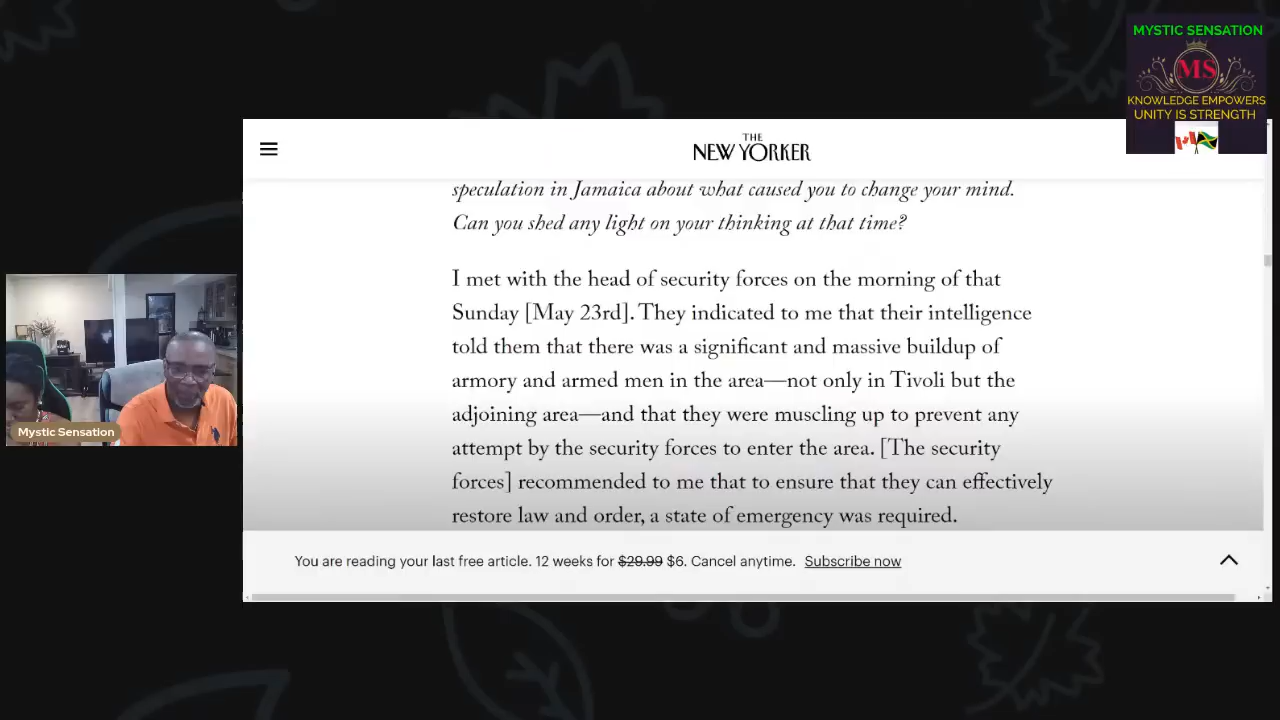 MYSTIC SENSATION
MS
KNOWLEDGE EMPOWERS
UNITY IS STRENGTH
THE
NEW YORKER
speculation in Jamaica about what caused you to change your mind.
Can you shed any light on your thinking at that time?
I met with the head of security forces on the morning of that
Sunday [May 23rd]. They indicated to me that their intelligence
told them that there was a significant and massive buildup of
armory and armed men in the area—not only in Tivoli but the
adjoining area—and that they were muscling up to prevent any
attempt by the security forces to enter the area. [The security
forces] recommended to me that to ensure that they can effectively
restore law and order, a state of emergency was required.
Mystic Sensation
You are reading your last free article. 12 weeks for $29.99 $6. Cancel anytime. Subscribe now